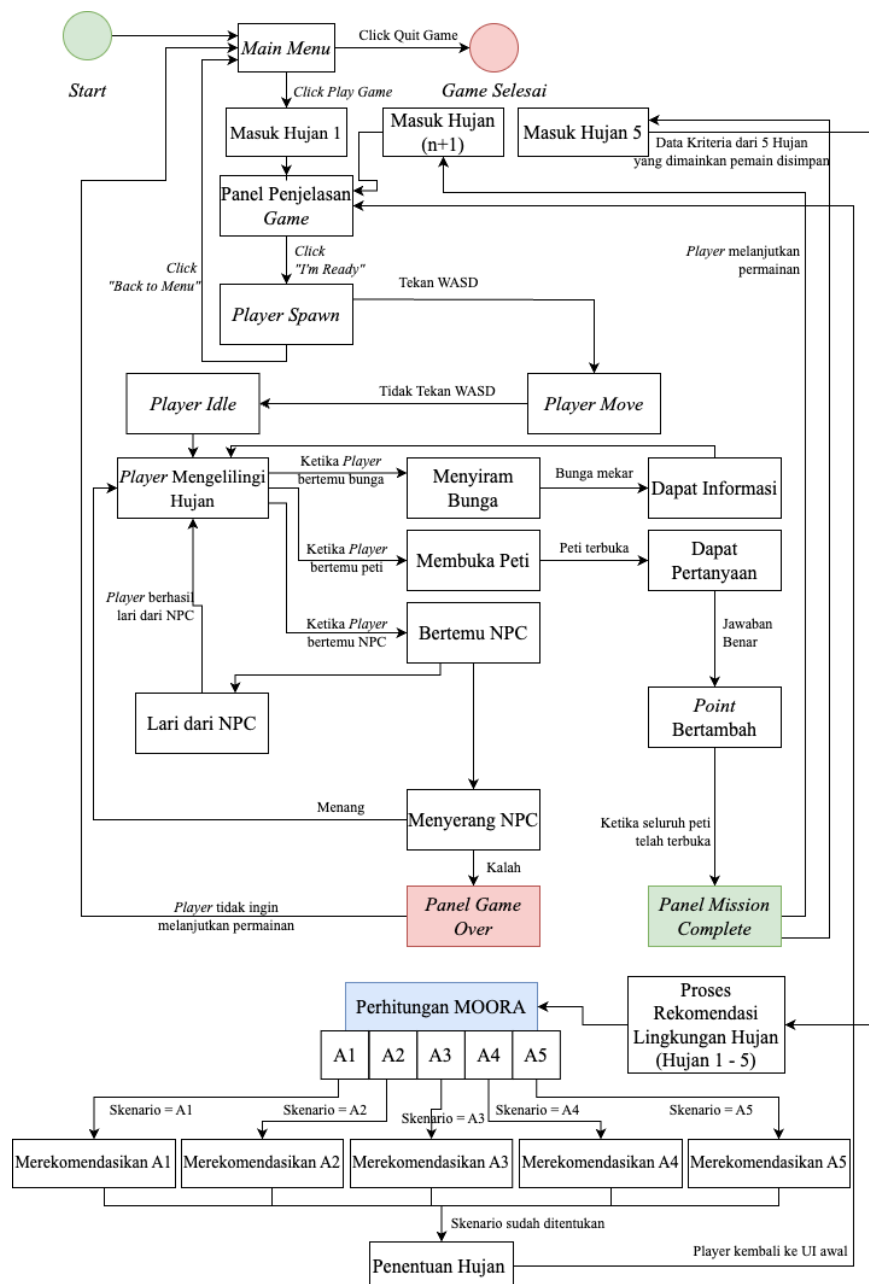 Start
Main Menu
Click Quit Game
Game Selesai
Click Play Game
Masuk Hujan 1
Masuk Hujan
(n+1)
Masuk Hujan 5
Data Kriteria dari 5 Hujan
yang dimainkan pemain disimpan
Panel Penjelasan
Game
Click
"I'm Ready"
Click
"Back to Menu"
Player melanjutkan
permainan
Player Spawn
Tekan WASD
Player Idle
Tidak Tekan WASD
Player Move
Player Mengelilingi
Hujan
Ketika Player
bertemu bunga
Menyiram
Bunga
Bunga mekar
Dapat Informasi
Ketika Player
bertemu peti
Membuka Peti
Peti terbuka
Dapat
Pertanyaan
Player berhasil
lari dari NPC
Ketika Player
bertemu NPC
Bertemu NPC
Jawaban
Benar
Lari dari NPC
Point
Bertambah
Menang
Menyerang NPC
Ketika seluruh peti
telah terbuka
Kalah
Player tidak ingin
melanjutkan permainan
Panel Game
Over
Panel Mission
Complete
Perhitungan MOORA
Proses
Rekomendasi
Lingkungan Hujan
(Hujan 1 - 5)
A1
A2
A3
A4
A5
Skenario = A1
Skenario = A2
Skenario = A3
Skenario = A4
Skenario = A5
Merekomendasikan A1
Merekomendasikan A2
Merekomendasikan A3
Merekomendasikan A4
Merekomendasikan A5
Skenario sudah ditentukan
Penentuan Hujan
Player kembali ke UI awal